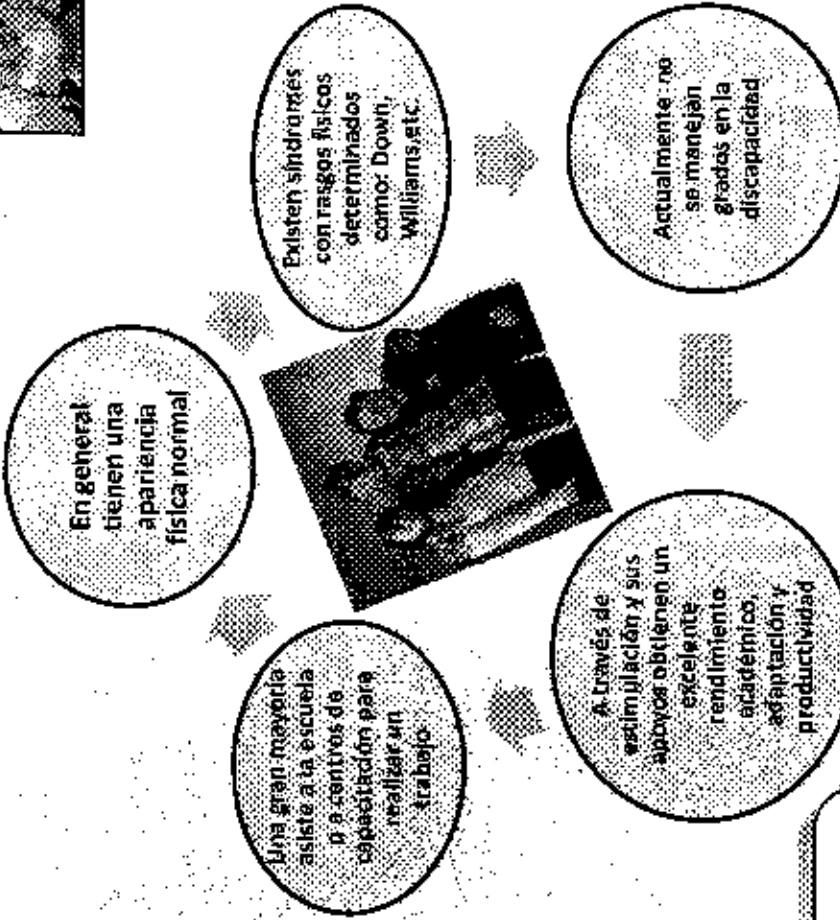 En general
tienen una
apariencia
física normal
Existen síndromes
con rasgos físicos
determinados
como: Down,
Williams, etc.
Actualmente no
se manejan
grados en la
discapacidad
A través de
estimulación y sus
apoyos obtienen un
excelente
rendimiento
académico,
adaptación y
productividad
Una gran mayoría
asiste a la escuela
o a centros de
capacitación para
realizar un
trabajo